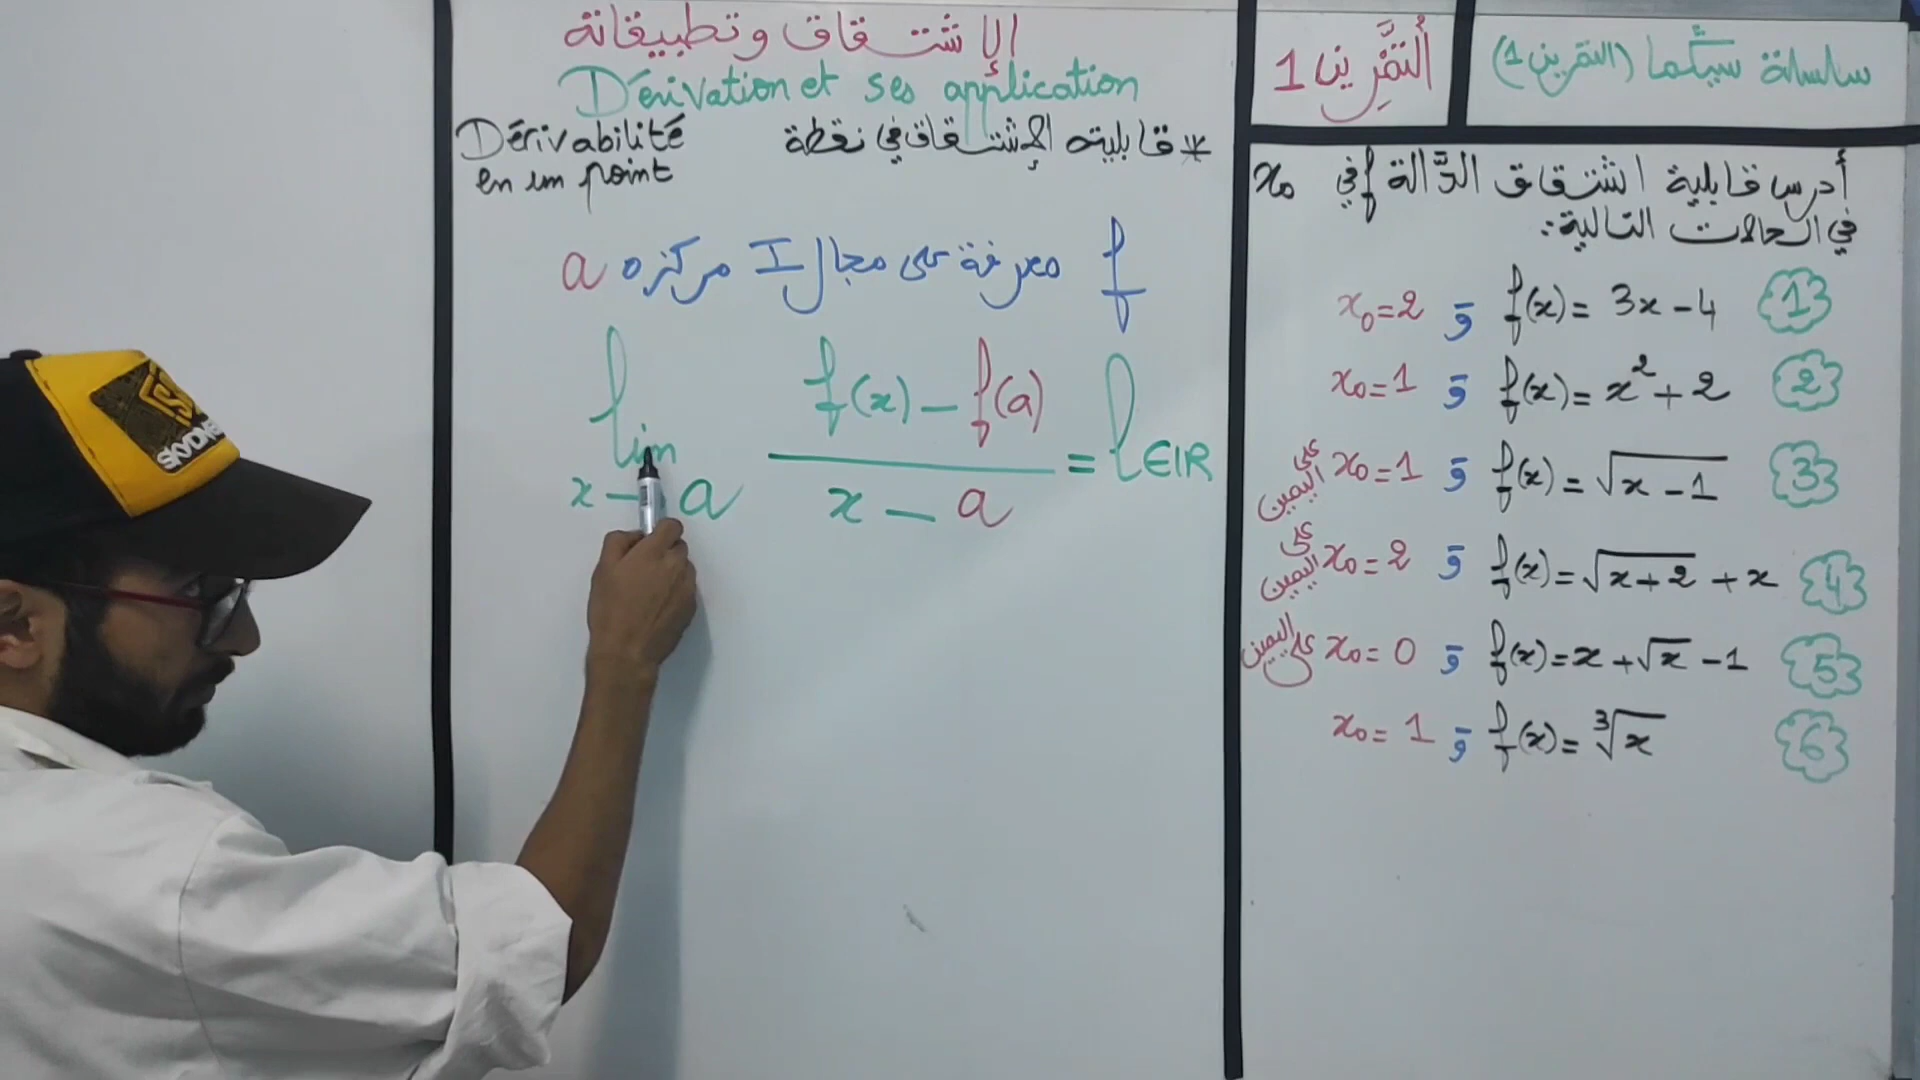 الإشتقاق وتطبيقاته
Dérivation et ses application
* قابلية الإشتقاق في نقطة
Dérivabilité
en un point
f معرفة على مجال I مركزه a
lim x → a (f(x) − f(a)) / (x − a) = l ∈ IR
التمرين 1
سلسلة سيكما (التمرين 1)
أدرس قابلية اشتقاق الدالة f في x₀
في الحالات التالية:
1 f(x) = 3x − 4 و x₀ = 2
2 f(x) = x² + 2 و x₀ = 1
3 f(x) = √(x − 1) و x₀ = 1 على اليمين
4 f(x) = √(x + 2) + x و x₀ = 2 على اليمين
5 f(x) = x + √x − 1 و x₀ = 0 على اليمين
6 f(x) = ³√x و x₀ = 1